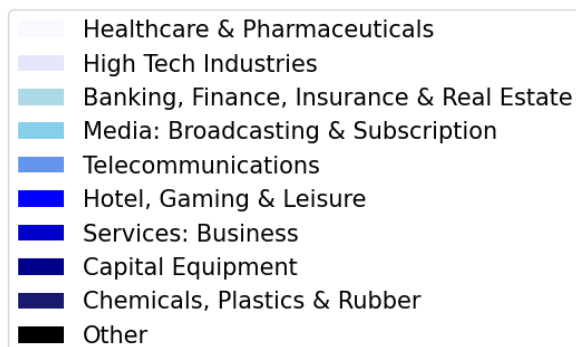 Healthcare & Pharmaceuticals
High Tech Industries
Banking, Finance, Insurance & Real Estate
Media: Broadcasting & Subscription
Telecommunications
Hotel, Gaming & Leisure
Services: Business
Capital Equipment
Chemicals, Plastics & Rubber
Other